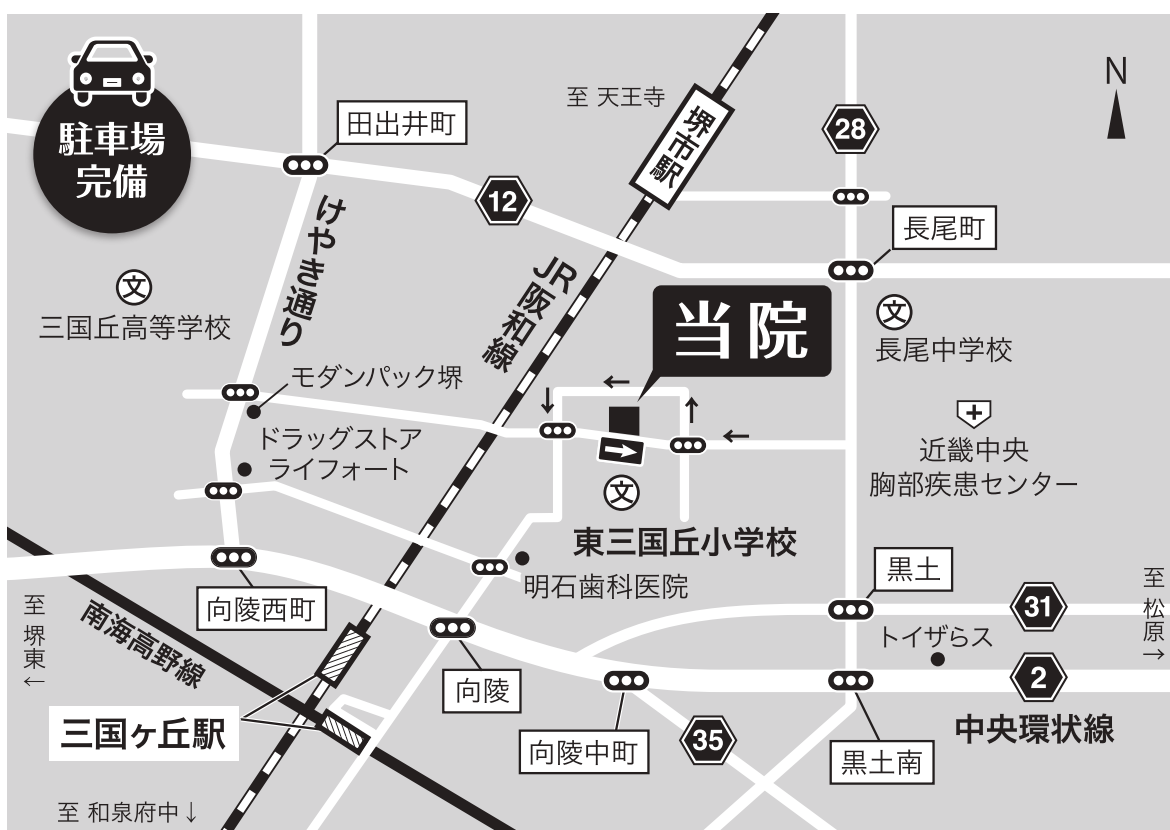 駐車場
完備
至 天王寺
堺市駅
N
28
田出井町
12
長尾町
けやき通り
JR阪和線
文
三国丘高等学校
当院
文
長尾中学校
モダンパック堺
ドラッグストア
ライフォート
近畿中央
胸部疾患センター
文
東三国丘小学校
明石歯科医院
黒土
31
至 松原→
向陵西町
至 堺東←
南海高野線
トイザらス
2
中央環状線
向陵
三国ヶ丘駅
向陵中町
35
黒土南
至 和泉府中↓